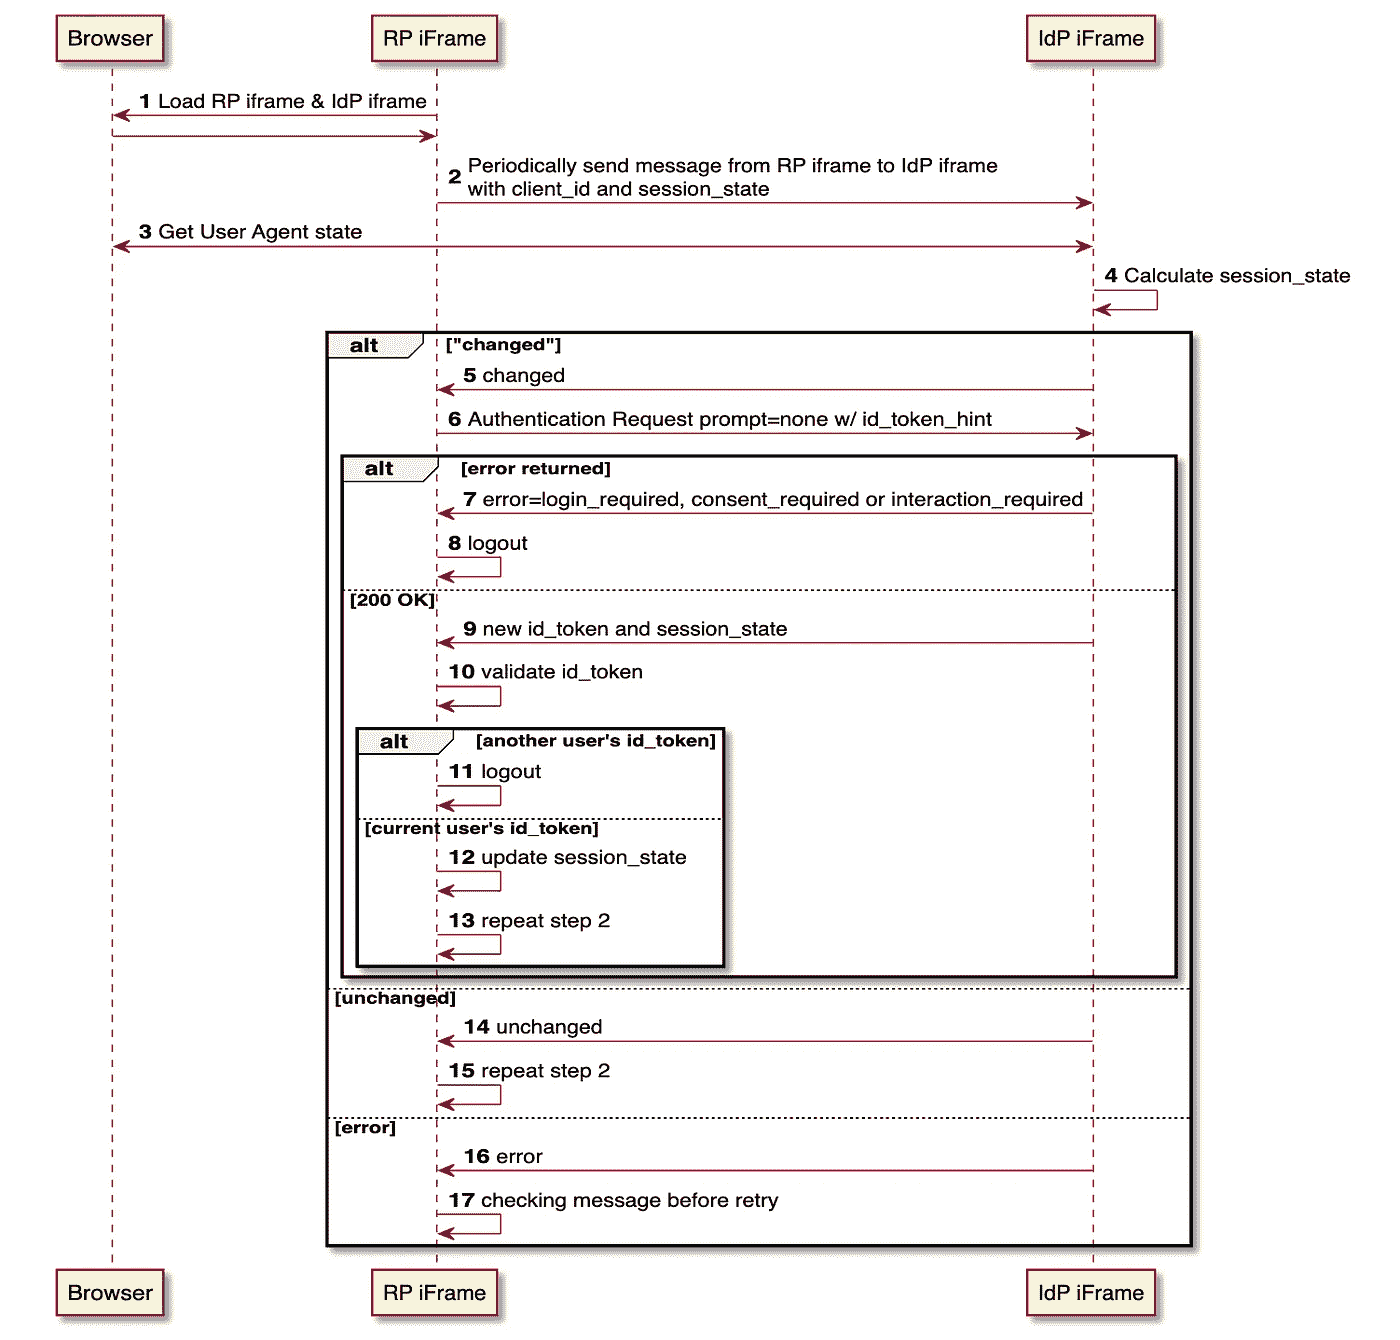 Browser
RP iFrame
IdP iFrame
1 Load RP iframe & IdP iframe
2 Periodically send message from RP iframe to IdP iframe
with client_id and session_state
3 Get User Agent state
4 Calculate session_state
alt ["changed"]
5 changed
6 Authentication Request prompt=none w/ id_token_hint
alt [error returned]
7 error=login_required, consent_required or interaction_required
8 logout
[200 OK]
9 new id_token and session_state
10 validate id_token
alt [another user's id_token]
11 logout
[current user's id_token]
12 update session_state
13 repeat step 2
[unchanged]
14 unchanged
15 repeat step 2
[error]
16 error
17 checking message before retry
Browser
RP iFrame
IdP iFrame